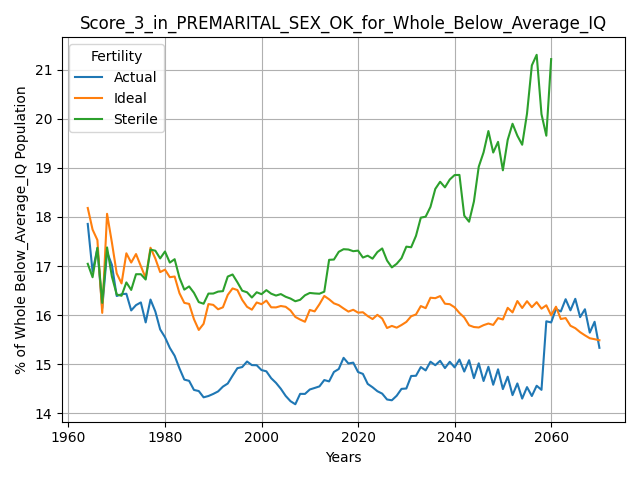 Score_3_in_PREMARITAL_SEX_OK_for_Whole_Below_Average_IQ
Fertility
Actual
Ideal
Sterile
% of Whole Below_Average_IQ Population
21
20
19
18
17
16
15
14
1960
1980
2000
2020
2040
2060
Years